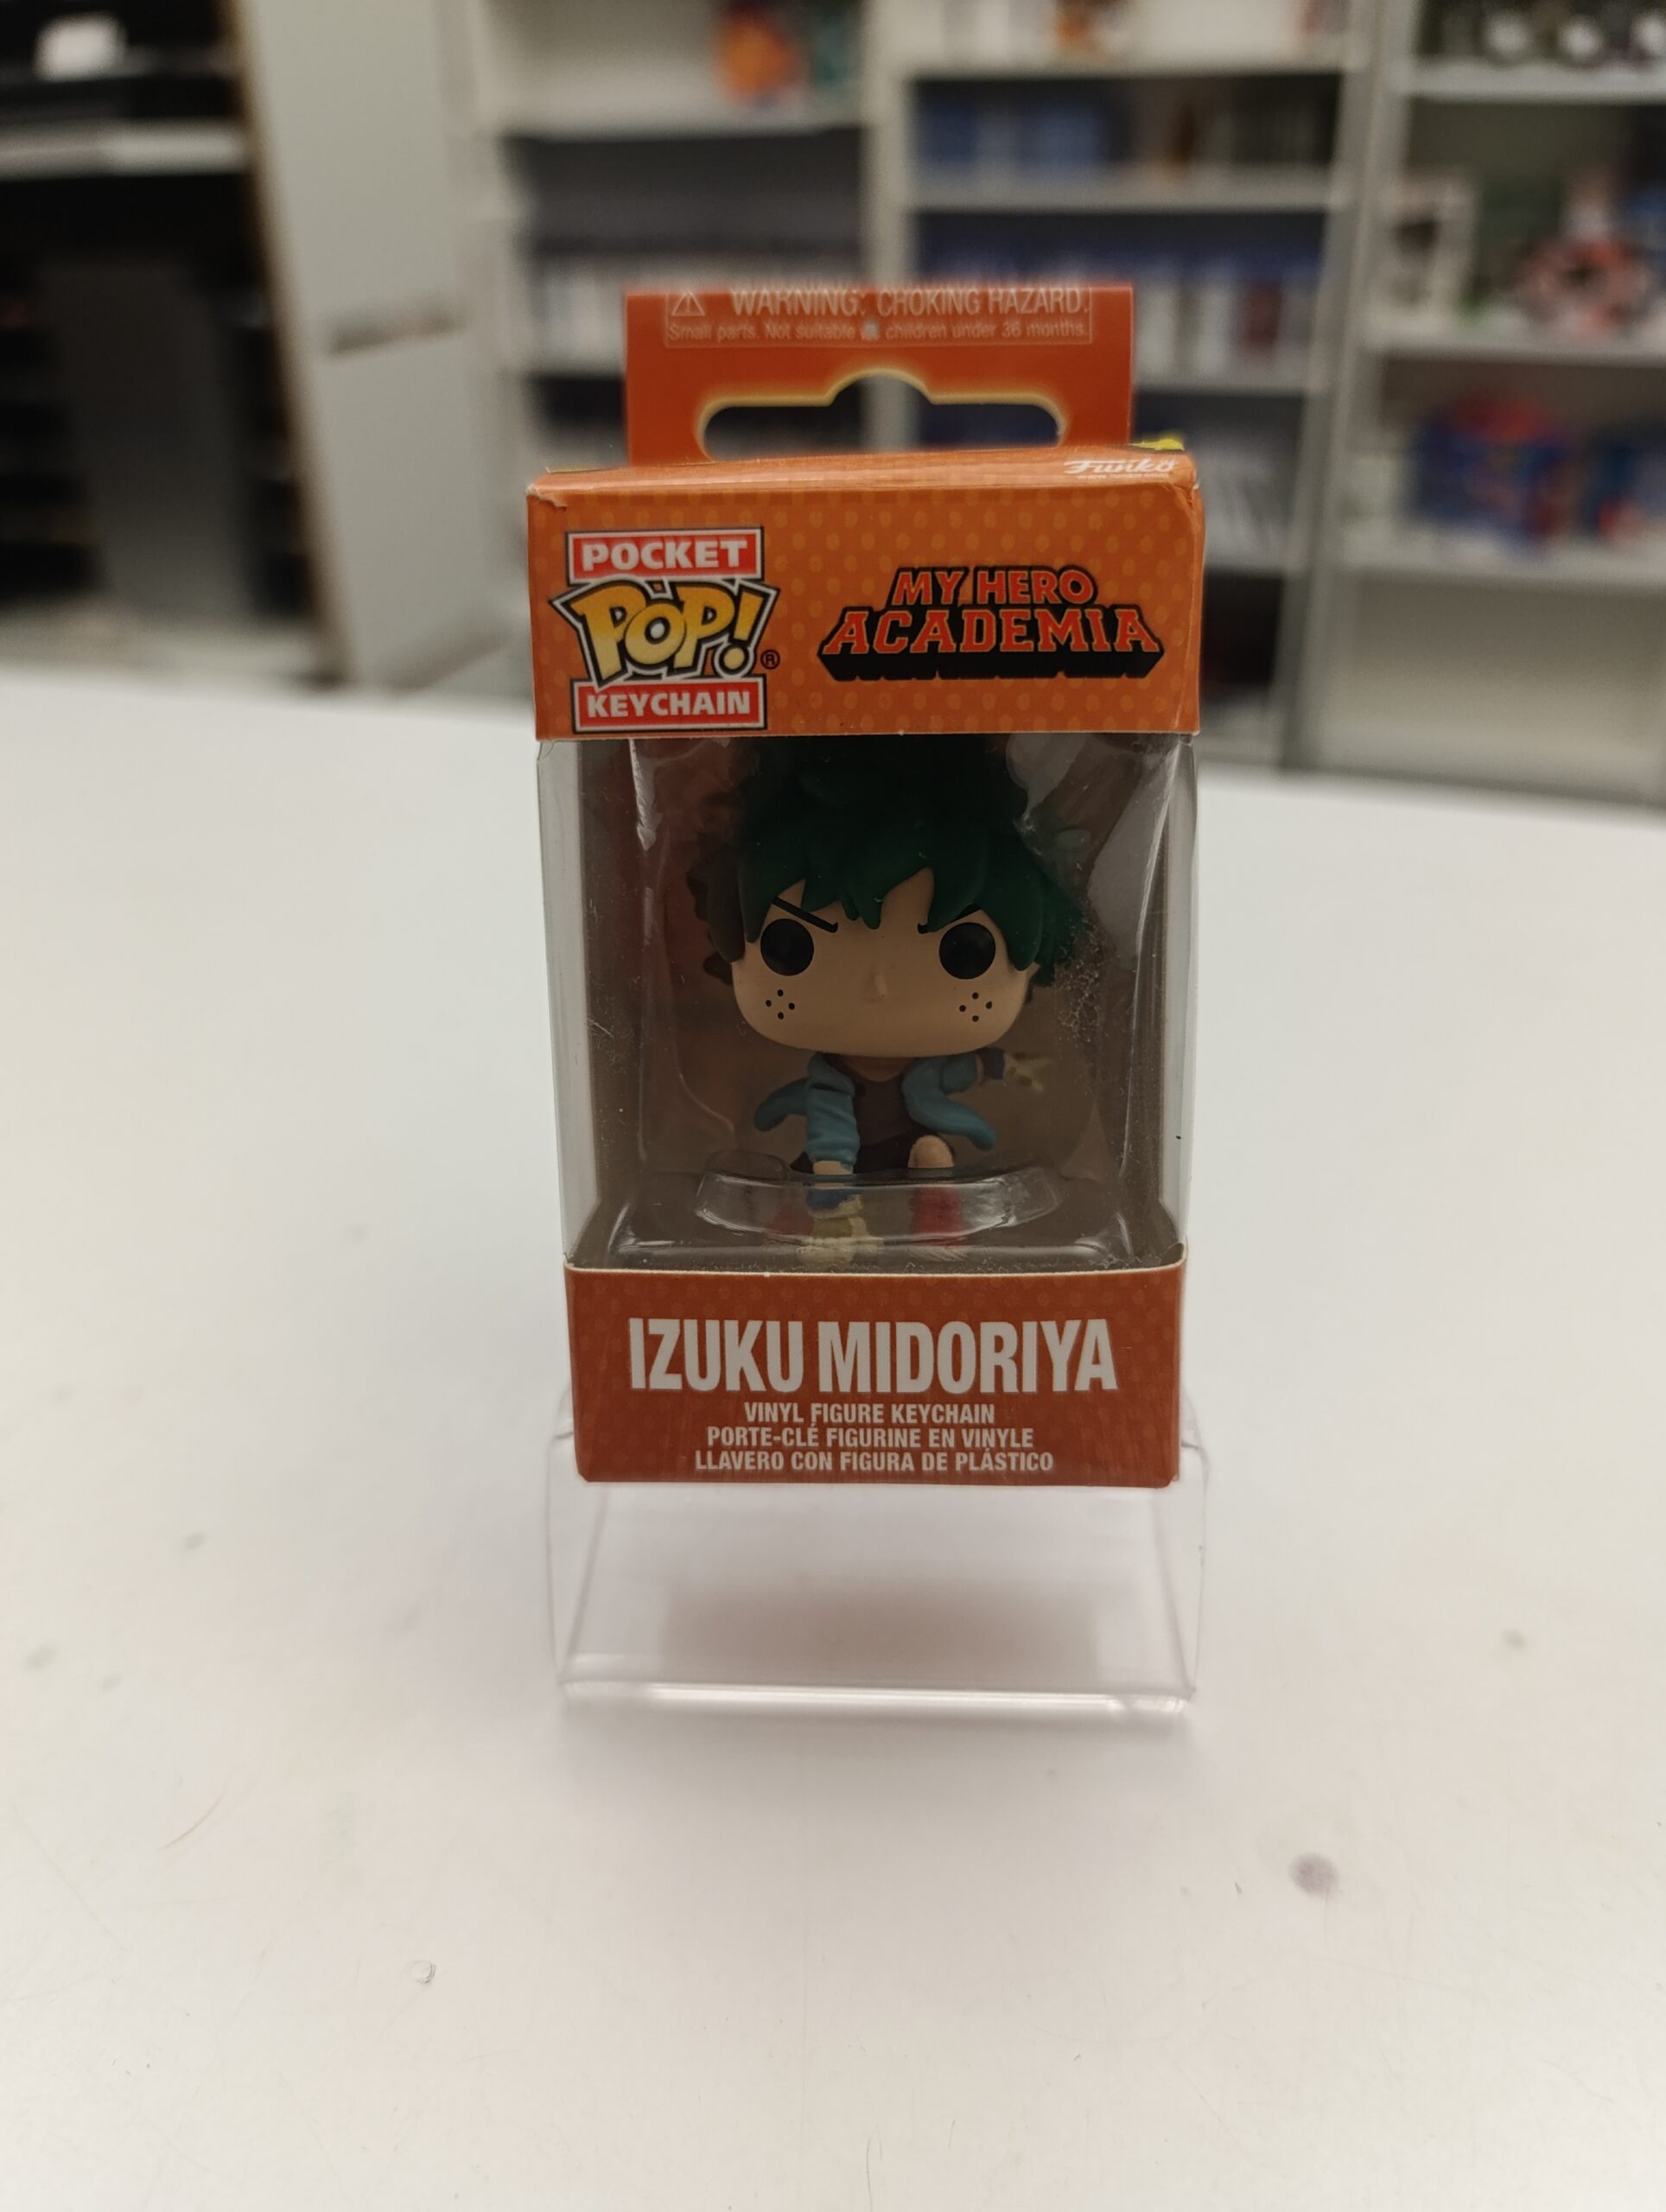 WARNING: CHOKING HAZARD.
Small parts. Not suitable children under 36 months.
Funko
POCKET
POP!®
KEYCHAIN
MY HERO
ACADEMIA
IZUKU MIDORIYA
VINYL FIGURE KEYCHAIN
PORTE-CLÉ FIGURINE EN VINYLE
LLAVERO CON FIGURA DE PLÁSTICO